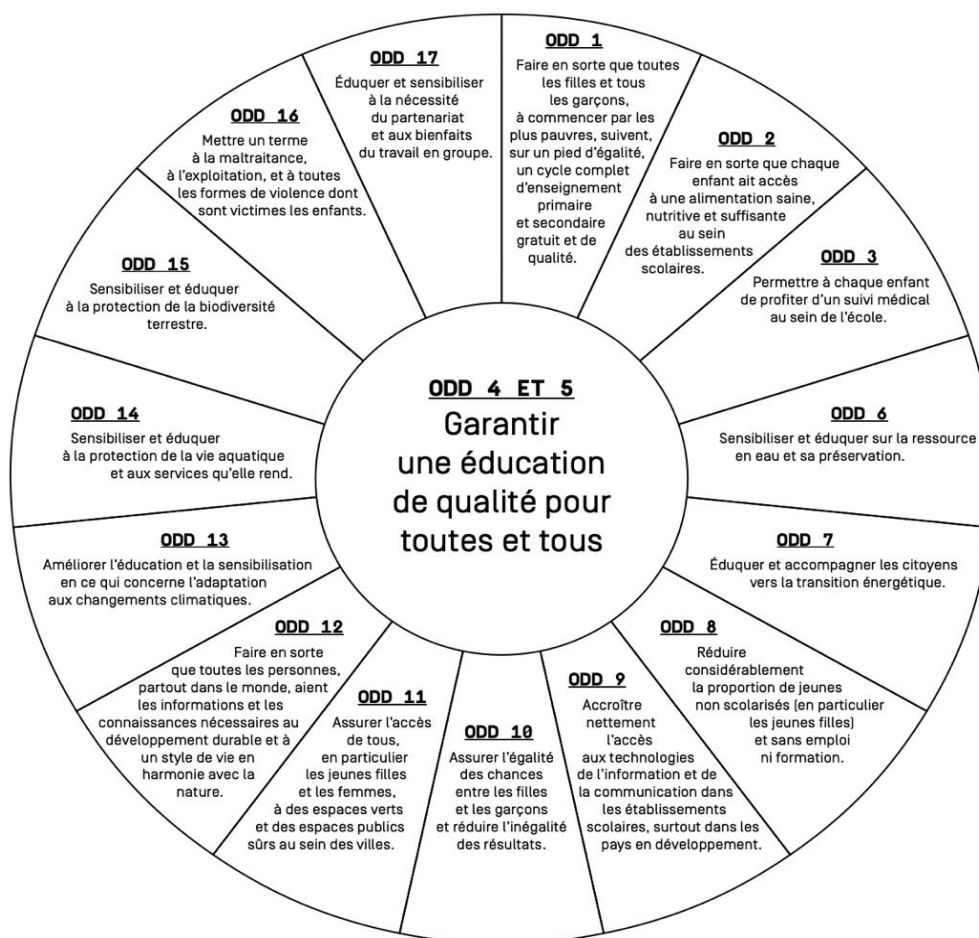 ODD 1
Faire en sorte que toutes
les filles et tous
les garçons,
à commencer par les
plus pauvres, suivent,
sur un pied d'égalité,
un cycle complet
d'enseignement
primaire
et secondaire
gratuit et de
qualité.
ODD 2
Faire en sorte que chaque
enfant ait accès
à une alimentation saine,
nutritive et suffisante
au sein
des établissements
scolaires.
ODD 3
Permettre à chaque enfant
de profiter d'un suivi médical
au sein de l'école.
ODD 4 ET 5
Garantir
une éducation
de qualité pour
toutes et tous
ODD 6
Sensibiliser et éduquer sur la ressource
en eau et sa préservation.
ODD 7
Éduquer et accompagner les citoyens
vers la transition énergétique.
ODD 8
Réduire
considérablement
la proportion de jeunes
non scolarisés (en particulier
les jeunes filles)
et sans emploi
ni formation.
ODD 9
Accroître
nettement
l'accès
aux technologies
de l'information et de
la communication dans
les établissements
scolaires, surtout dans les
pays en développement.
ODD 10
Assurer l'égalité
des chances
entre les filles
et les garçons
et réduire l'inégalité
des résultats.
ODD 11
Assurer l'accès
de tous,
en particulier
les jeunes filles
et les femmes,
à des espaces verts
et des espaces publics
sûrs au sein des villes.
ODD 12
Faire en sorte
que toutes les personnes,
partout dans le monde, aient
les informations et les
connaissances nécessaires au
développement durable et à
un style de vie en
harmonie avec la
nature.
ODD 13
Améliorer l'éducation et la sensibilisation
en ce qui concerne l'adaptation
aux changements climatiques.
ODD 14
Sensibiliser et éduquer
à la protection de la vie aquatique
et aux services qu'elle rend.
ODD 15
Sensibiliser et éduquer
à la protection de la biodiversité
terrestre.
ODD 16
Mettre un terme
à la maltraitance,
à l'exploitation, et à toutes
les formes de violence dont
sont victimes les enfants.
ODD 17
Éduquer et sensibiliser
à la nécessité
du partenariat
et aux bienfaits
du travail en groupe.